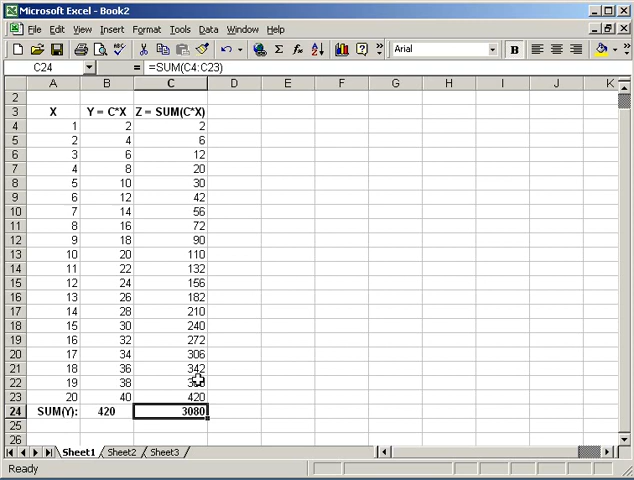 Microsoft Excel - Book2
File Edit View Insert Format Tools Data Window Help
Arial B
C24 = =SUM(C4:C23)
A B C D E F G H I J K
2
3 X Y = C*X Z = SUM(C*X)
4 1 2 2
5 2 4 6
6 3 6 12
7 4 8 20
8 5 10 30
9 6 12 42
10 7 14 56
11 8 16 72
12 9 18 90
13 10 20 110
14 11 22 132
15 12 24 156
16 13 26 182
17 14 28 210
18 15 30 240
19 16 32 272
20 17 34 306
21 18 36 342
22 19 38
23 20 40 420
24 SUM(Y): 420 3080
25
26
Sheet1 Sheet2 Sheet3
Ready